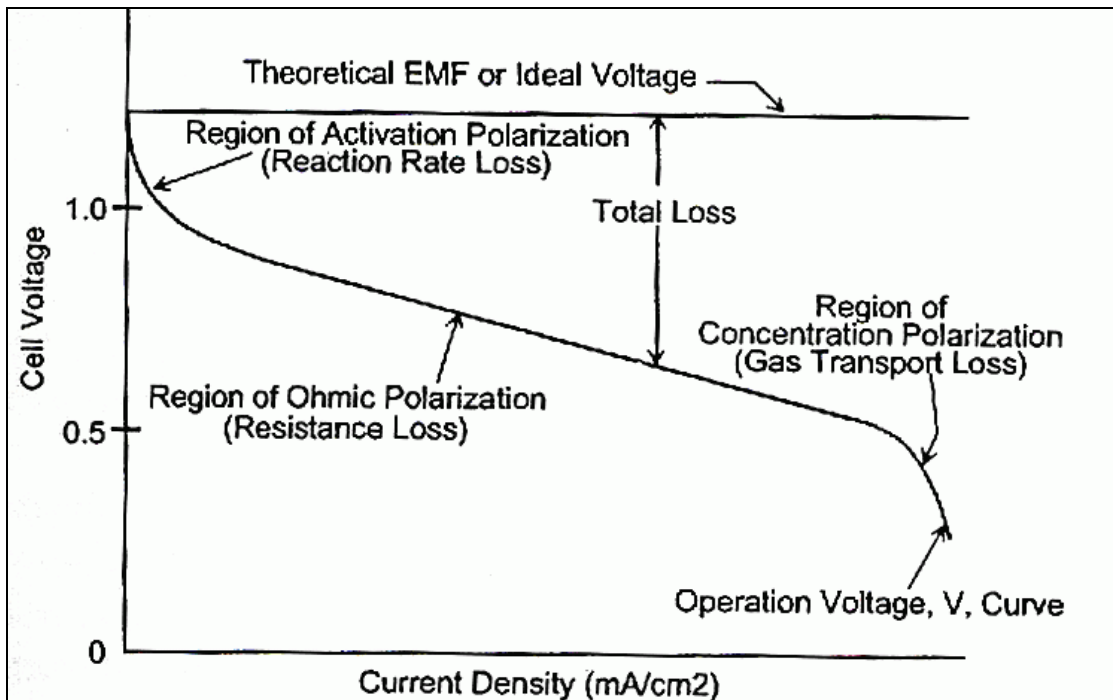 Theoretical EMF or Ideal Voltage
Region of Activation Polarization
(Reaction Rate Loss)
1.0
Total Loss
Cell Voltage
Region of
Concentration Polarization
(Gas Transport Loss)
Region of Ohmic Polarization
(Resistance Loss)
0.5
Operation Voltage, V, Curve
0
Current Density (mA/cm2)